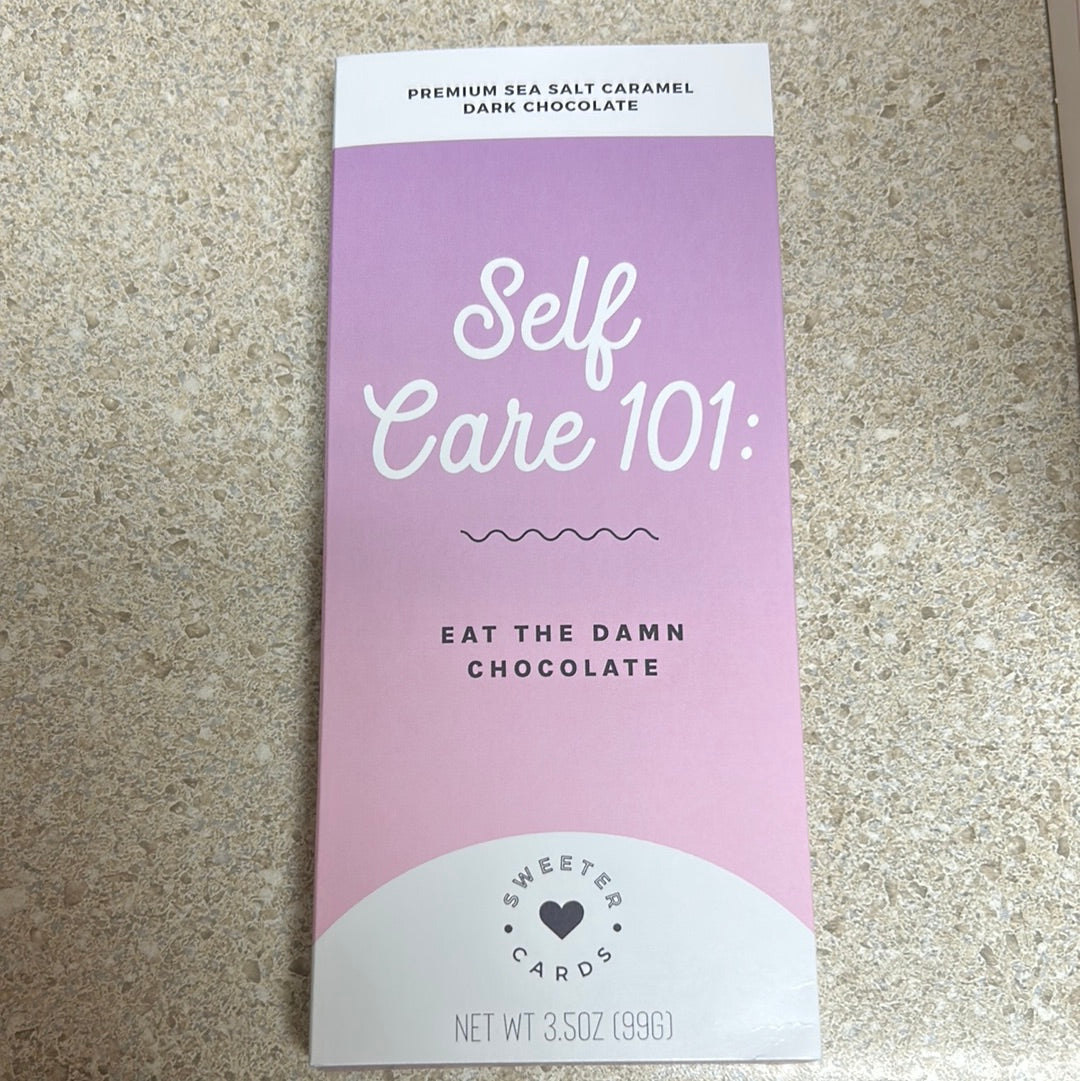 PREMIUM SEA SALT CARAMEL
DARK CHOCOLATE
Self
Care 101:
EAT THE DAMN
CHOCOLATE
SWEETER
CARDS
NET WT 3.5OZ (99G)